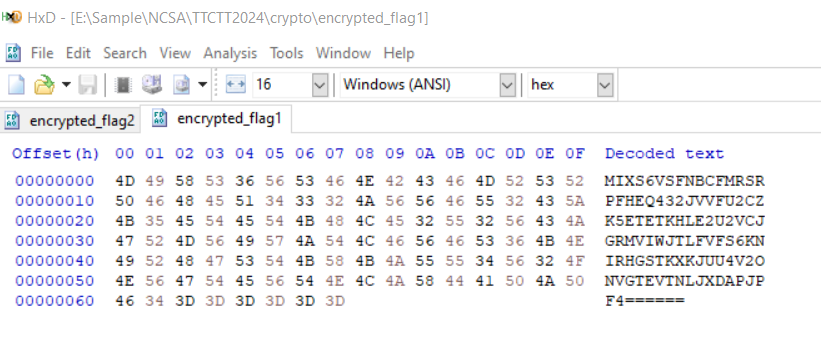 HxD - [E:\Sample\NCSA\TTCTT2024\crypto\encrypted_flag1]
File Edit Search View Analysis Tools Window Help
16 Windows (ANSI) hex
encrypted_flag2 encrypted_flag1
Offset(h) 00 01 02 03 04 05 06 07 08 09 0A 0B 0C 0D 0E 0F Decoded text
00000000 4D 49 58 53 36 56 53 46 4E 42 43 46 4D 52 53 52 MIXS6VSFNBCFMRSR
00000010 50 46 48 45 51 34 33 32 4A 56 56 46 55 32 43 5A PFHEQ432JVVFU2CZ
00000020 4B 35 45 54 45 54 4B 48 4C 45 32 55 32 56 43 4A K5ETETKHLE2U2VCJ
00000030 47 52 4D 56 49 57 4A 54 4C 46 56 46 53 36 4B 4E GRMVIWJTLFVFS6KN
00000040 49 52 48 47 53 54 4B 58 4B 4A 55 55 34 56 32 4F IRHGSTKXKJUU4V2O
00000050 4E 56 47 54 45 56 54 4E 4C 4A 58 44 41 50 4A 50 NVGTEVTNLJXDAPJP
00000060 46 34 3D 3D 3D 3D 3D 3D F4======